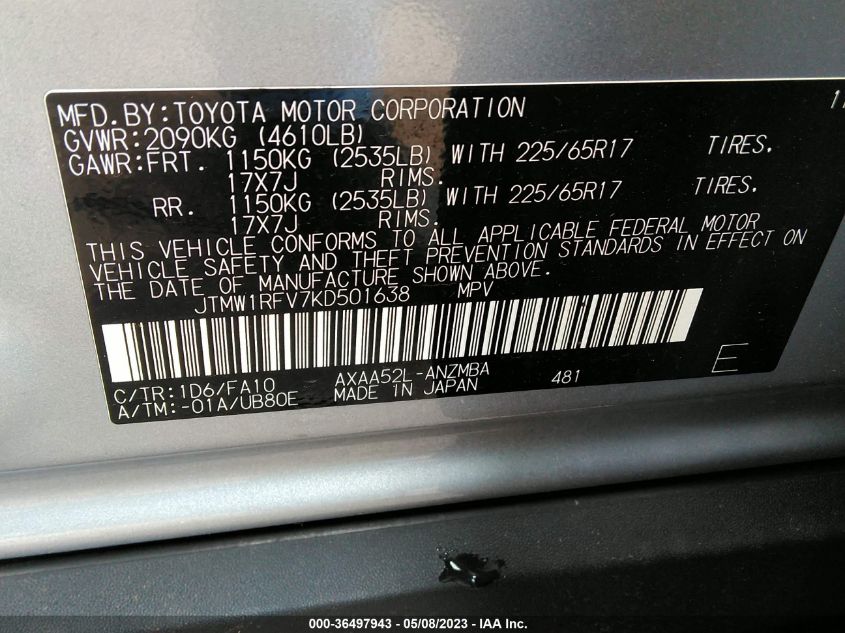 MFD.BY:TOYOTA MOTOR CORPORATION
GVWR:2090KG (4610LB)
GAWR:FRT. 1150KG (2535LB) WITH 225/65R17 TIRES.
17X7J RIMS.
RR. 1150KG (2535LB) WITH 225/65R17 TIRES.
17X7J RIMS.
THIS VEHICLE CONFORMS TO ALL APPLICABLE FEDERAL MOTOR
VEHICLE SAFETY AND THEFT PREVENTION STANDARDS IN EFFECT ON
THE DATE OF MANUFACTURE SHOWN ABOVE.
JTMW1RFV7KD501638 MPV
C/TR:1D6/FA10 AXAA52L-ANZMBA 481 E
A/TM:-01A/UB80E MADE IN JAPAN
000-36497943 - 05/08/2023 - IAA Inc.